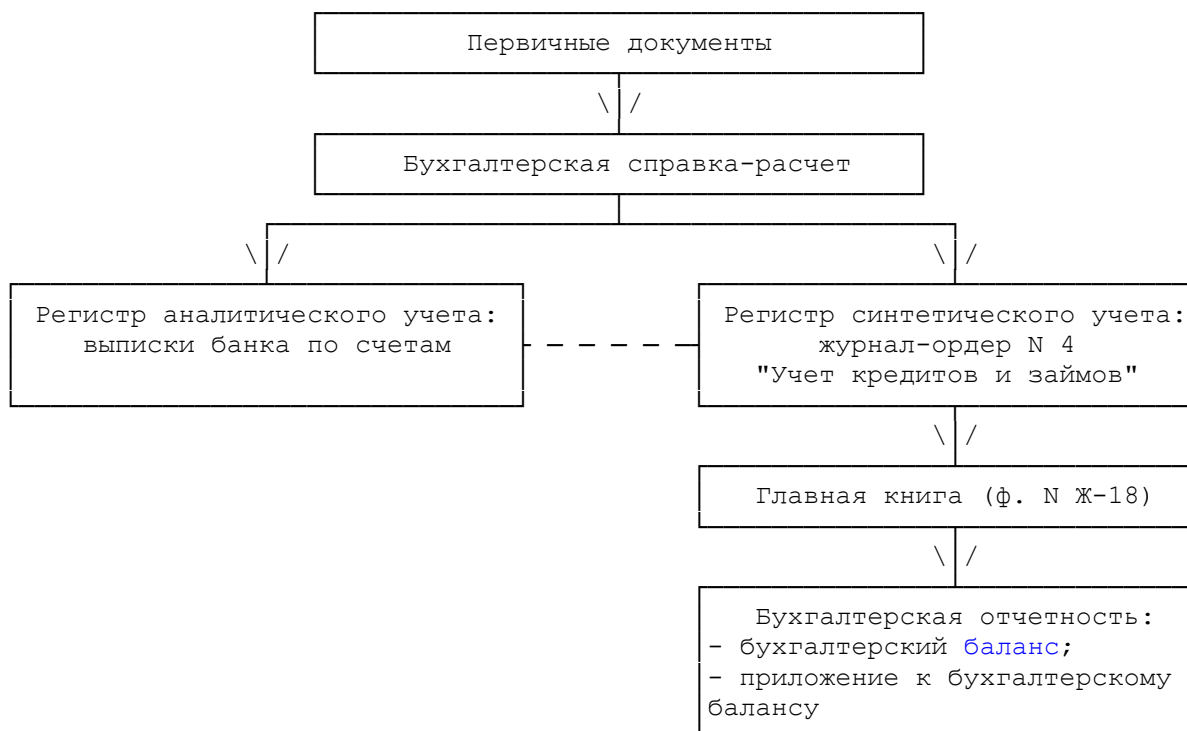 Первичные документы
Бухгалтерская справка-расчет
Регистр аналитического учета:
выписки банка по счетам
Регистр синтетического учета:
журнал-ордер N 4
"Учет кредитов и займов"
Главная книга (ф. N Ж-18)
Бухгалтерская отчетность:
- бухгалтерский баланс;
- приложение к бухгалтерскому
балансу